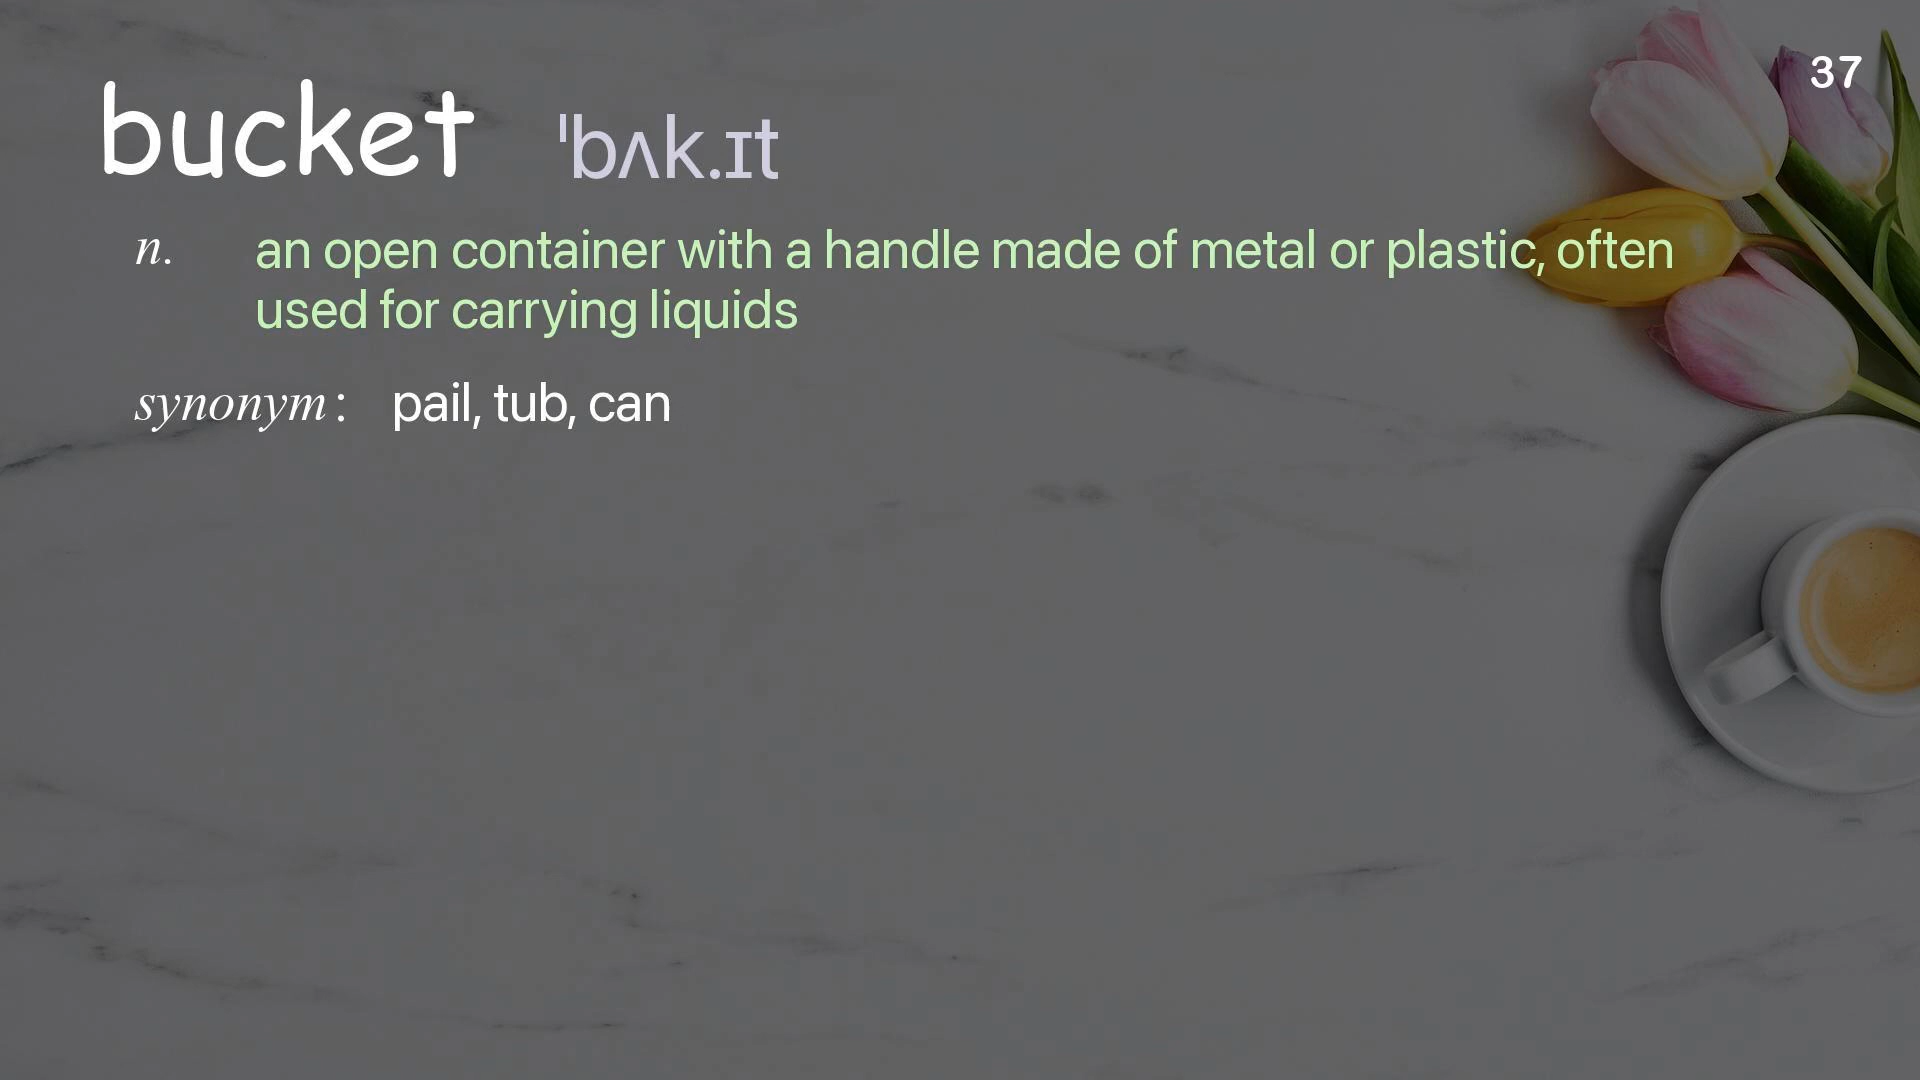 37
bucket ˈbʌk.ɪt
n. an open container with a handle made of metal or plastic, often
used for carrying liquids
synonym: pail, tub, can